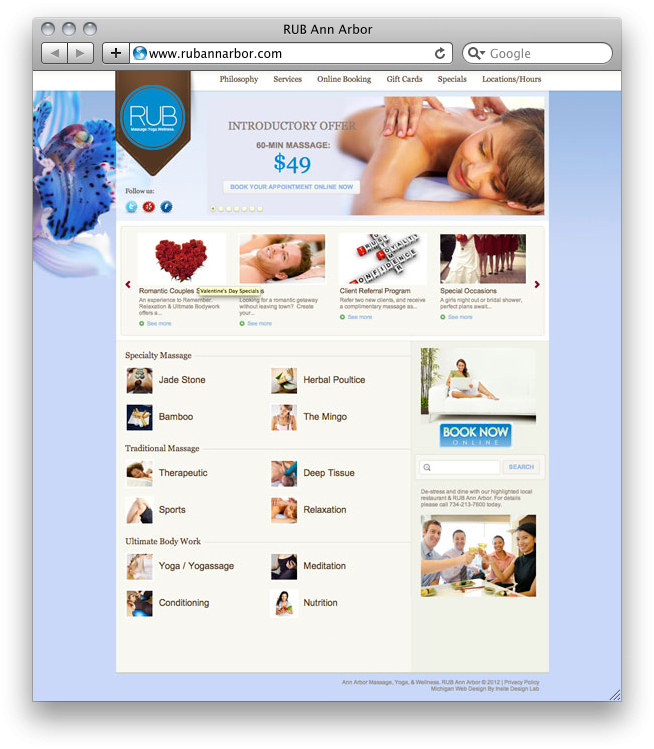 RUB Ann Arbor
www.rubannarbor.com
Google
Philosophy Services Online Booking Gift Cards Specials Locations/Hours
RUB
Massage. Yoga. Wellness.
INTRODUCTORY OFFER
60-MIN MASSAGE:
$49
BOOK YOUR APPOINTMENT ONLINE NOW
Follow us:
TRUST
LOYALTY
CONFIDENCE
Romantic Couples S
Valentine's Day Specials
s
Client Referral Program
Special Occasions
An experience to Remember.
Relaxation & Ultimate Bodywork
offers a...
See more
Looking for a romantic getaway
without leaving town? Create
your...
See more
Refer two new clients, and receive
a complimentary massage as...
See more
A girls night out or bridal shower,
perfect plans await...
See more
Specialty Massage
Jade Stone
Herbal Poultice
Bamboo
The Mingo
Traditional Massage
Therapeutic
Deep Tissue
Sports
Relaxation
Ultimate Body Work
Yoga / Yogassage
Meditation
Conditioning
Nutrition
BOOK NOW
ONLINE
SEARCH
De-stress and dine with our highlighted local
restaurant & RUB Ann Arbor. For details
please call 734-213-7600 today.
Ann Arbor Massage, Yoga, & Wellness. RUB Ann Arbor © 2012 | Privacy Policy
Michigan Web Design By Insite Design Lab